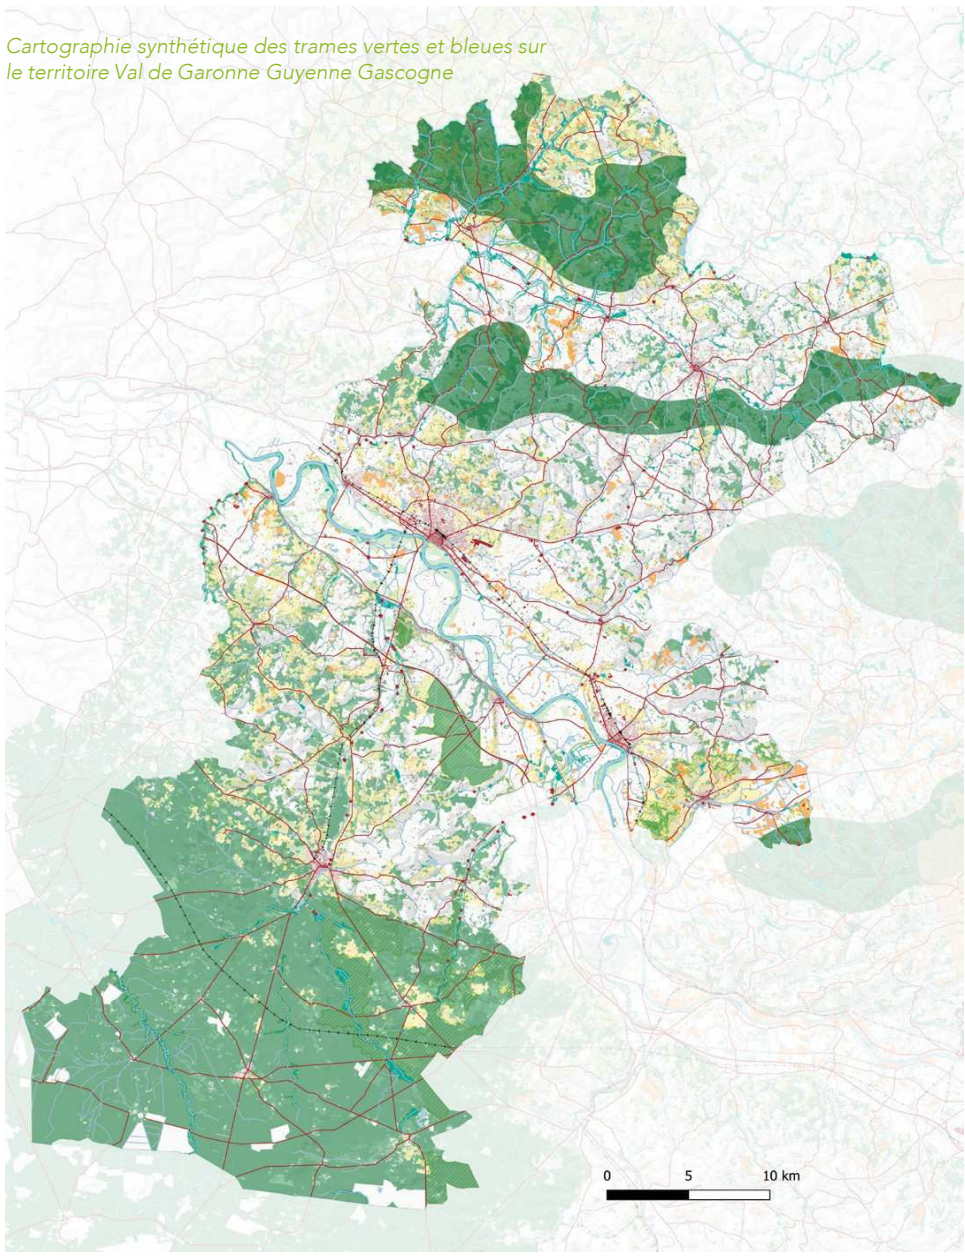 Cartographie synthétique des trames vertes et bleues sur
le territoire Val de Garonne Guyenne Gascogne
0 5 10 km